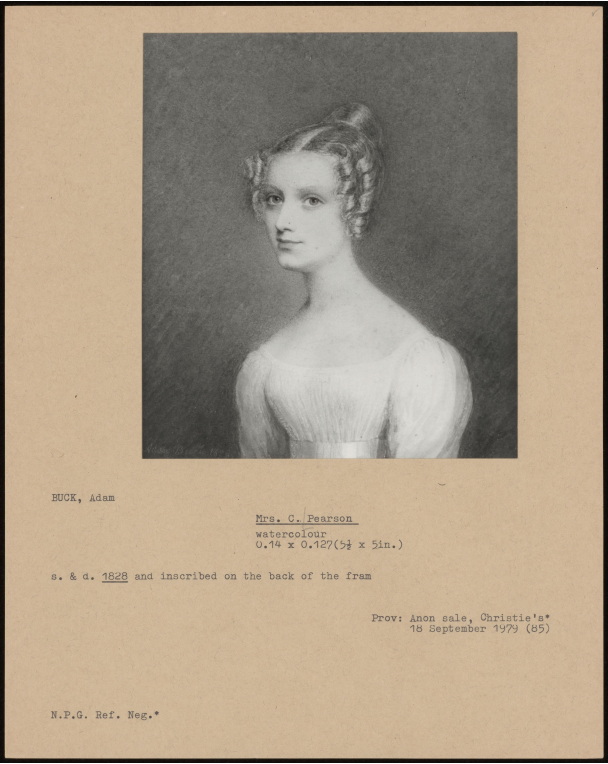 BUCK, Adam
Mrs. C. Pearson
watercolour
0.14 x 0.127(5½ x 5in.)
s. & d. 1828 and inscribed on the back of the fram
Prov: Anon sale, Christie's*
18 September 1979 (85)
N.P.G. Ref. Neg.*